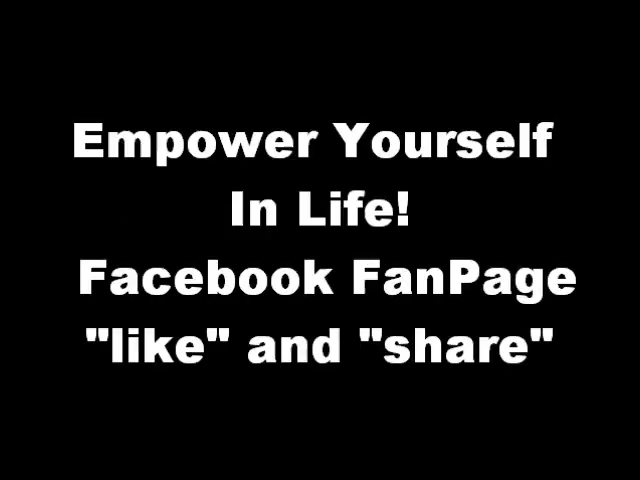 Empower Yourself
In Life!
Facebook FanPage
"like" and "share"